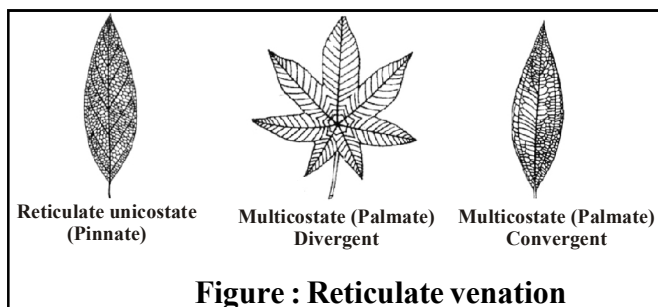 Reticulate unicostate
(Pinnate)
Multicostate (Palmate)
Divergent
Multicostate (Palmate)
Convergent
Figure : Reticulate venation